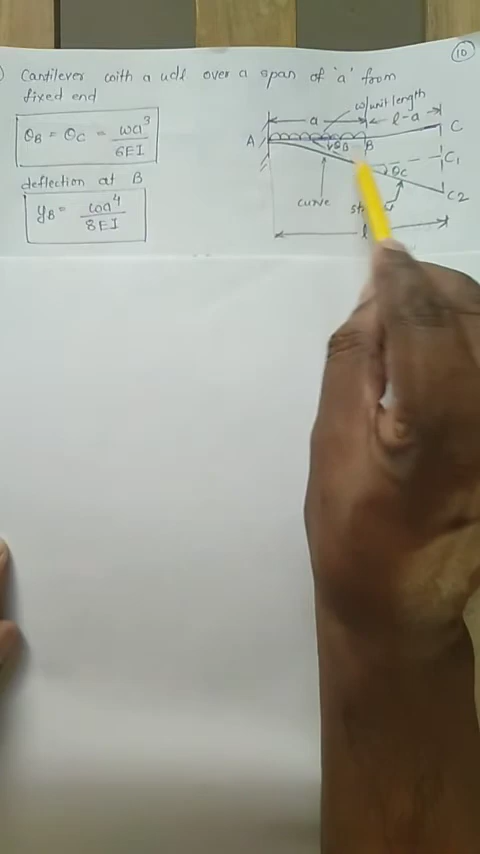 10
Cantilever with a udl over a span of 'a' from
fixed end
θB = θC = wa³/6EI
deflection at B
yB = wa⁴/8EI
w/unit length
a
l-a
A
B
C
θB
θC
C1
C2
curve
l